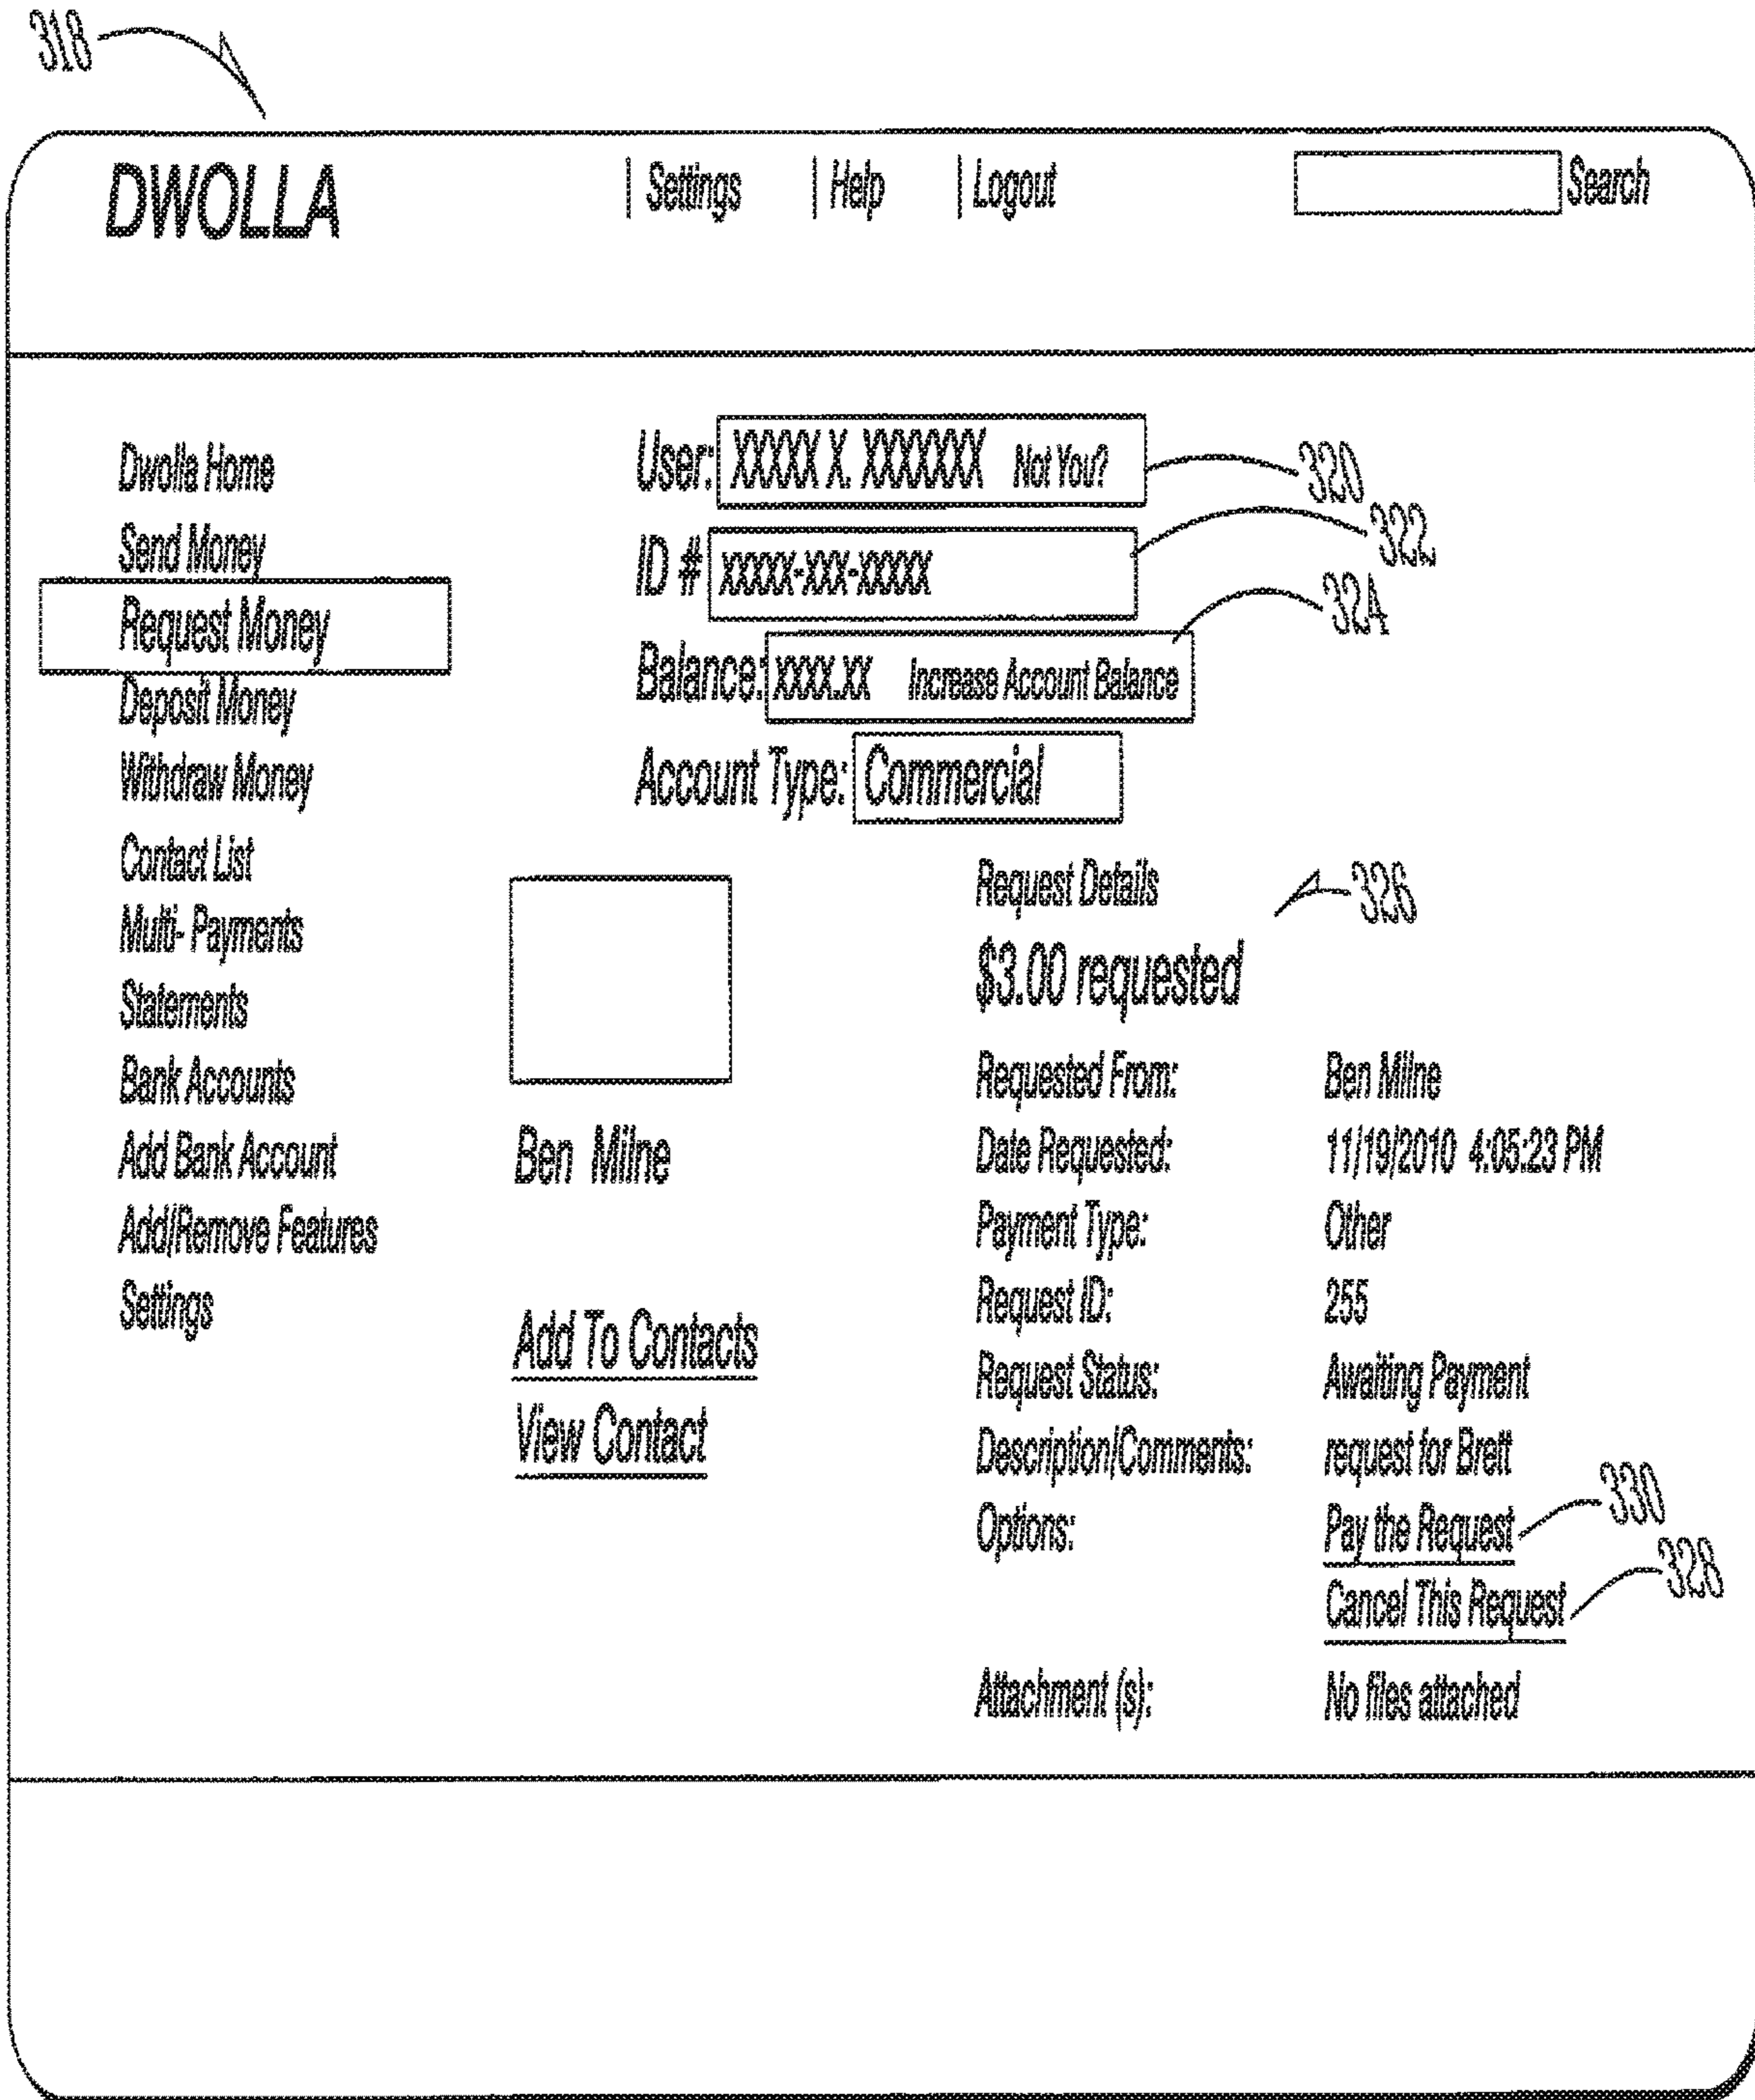 318
DWOLLA | Settings | Help | Logout Search
User: XXXXX X. XXXXXXX Not You? 320
ID # xxxxx-xxx-xxxxx 322
Balance: xxxx.xx Increase Account Balance 324
Account Type: Commercial
Dwolla Home
Send Money
Request Money
Deposit Money
Withdraw Money
Contact List
Multi- Payments
Statements
Bank Accounts
Add Bank Account
Add/Remove Features
Settings
Ben Milne
Add To Contacts
View Contact
Request Details 326
$3.00 requested
Requested From: Ben Milne
Date Requested: 11/19/2010 4:05:23 PM
Payment Type: Other
Request ID: 255
Request Status: Awaiting Payment
Description/Comments: request for Brett
Options: Pay the Request 330
Cancel This Request 328
Attachment (s): No files attached